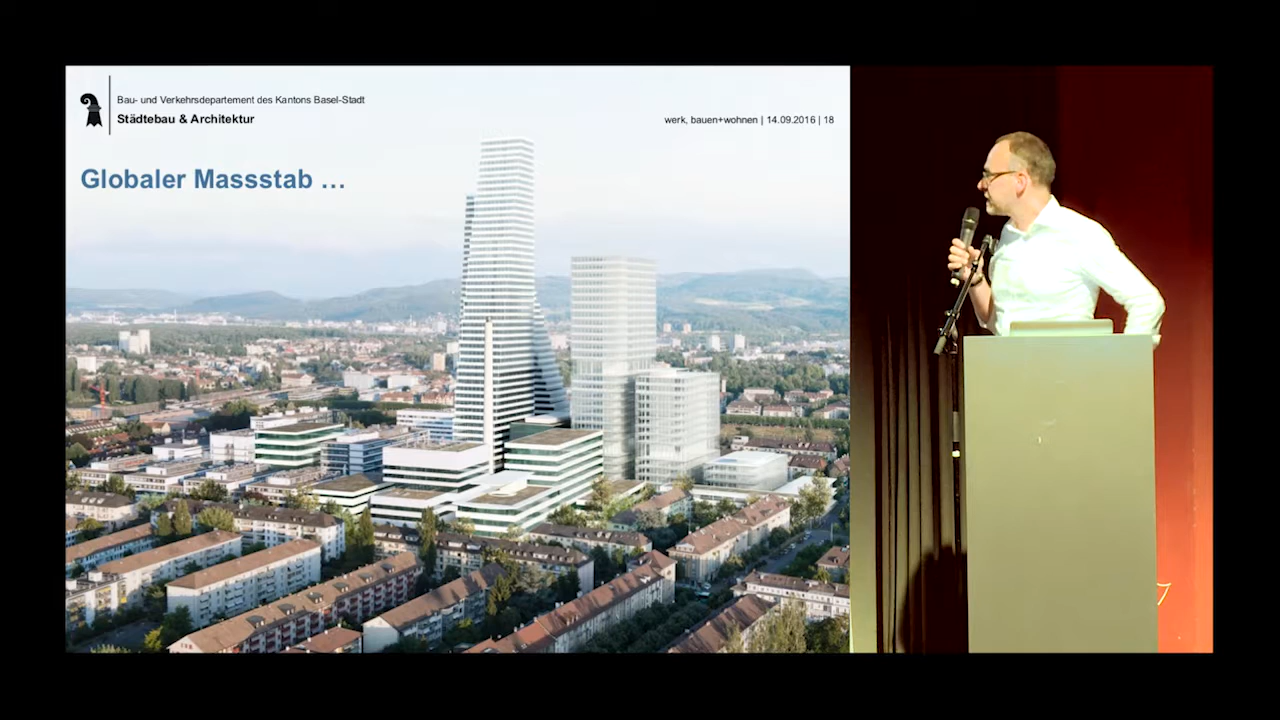 Bau- und Verkehrsdepartement des Kantons Basel-Stadt
Städtebau & Architektur
werk, bauen+wohnen | 14.09.2016 | 18
Globaler Massstab …